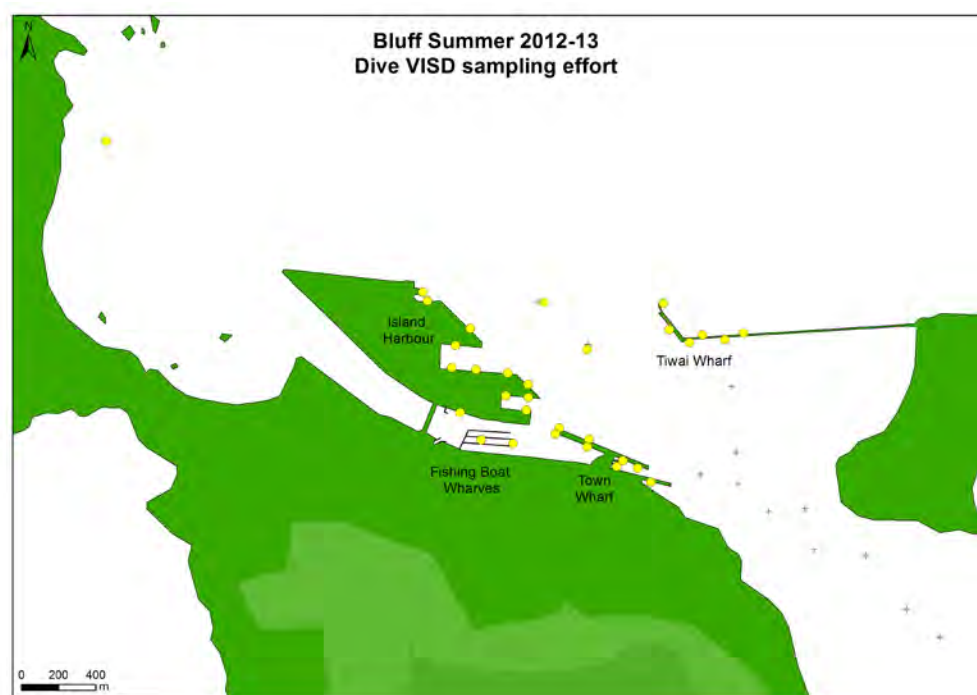 Bluff Summer 2012-13
Dive VISD sampling effort
N
Island
Harbour
Tiwai Wharf
Fishing Boat
Wharves
Town
Wharf
0 200 400
m